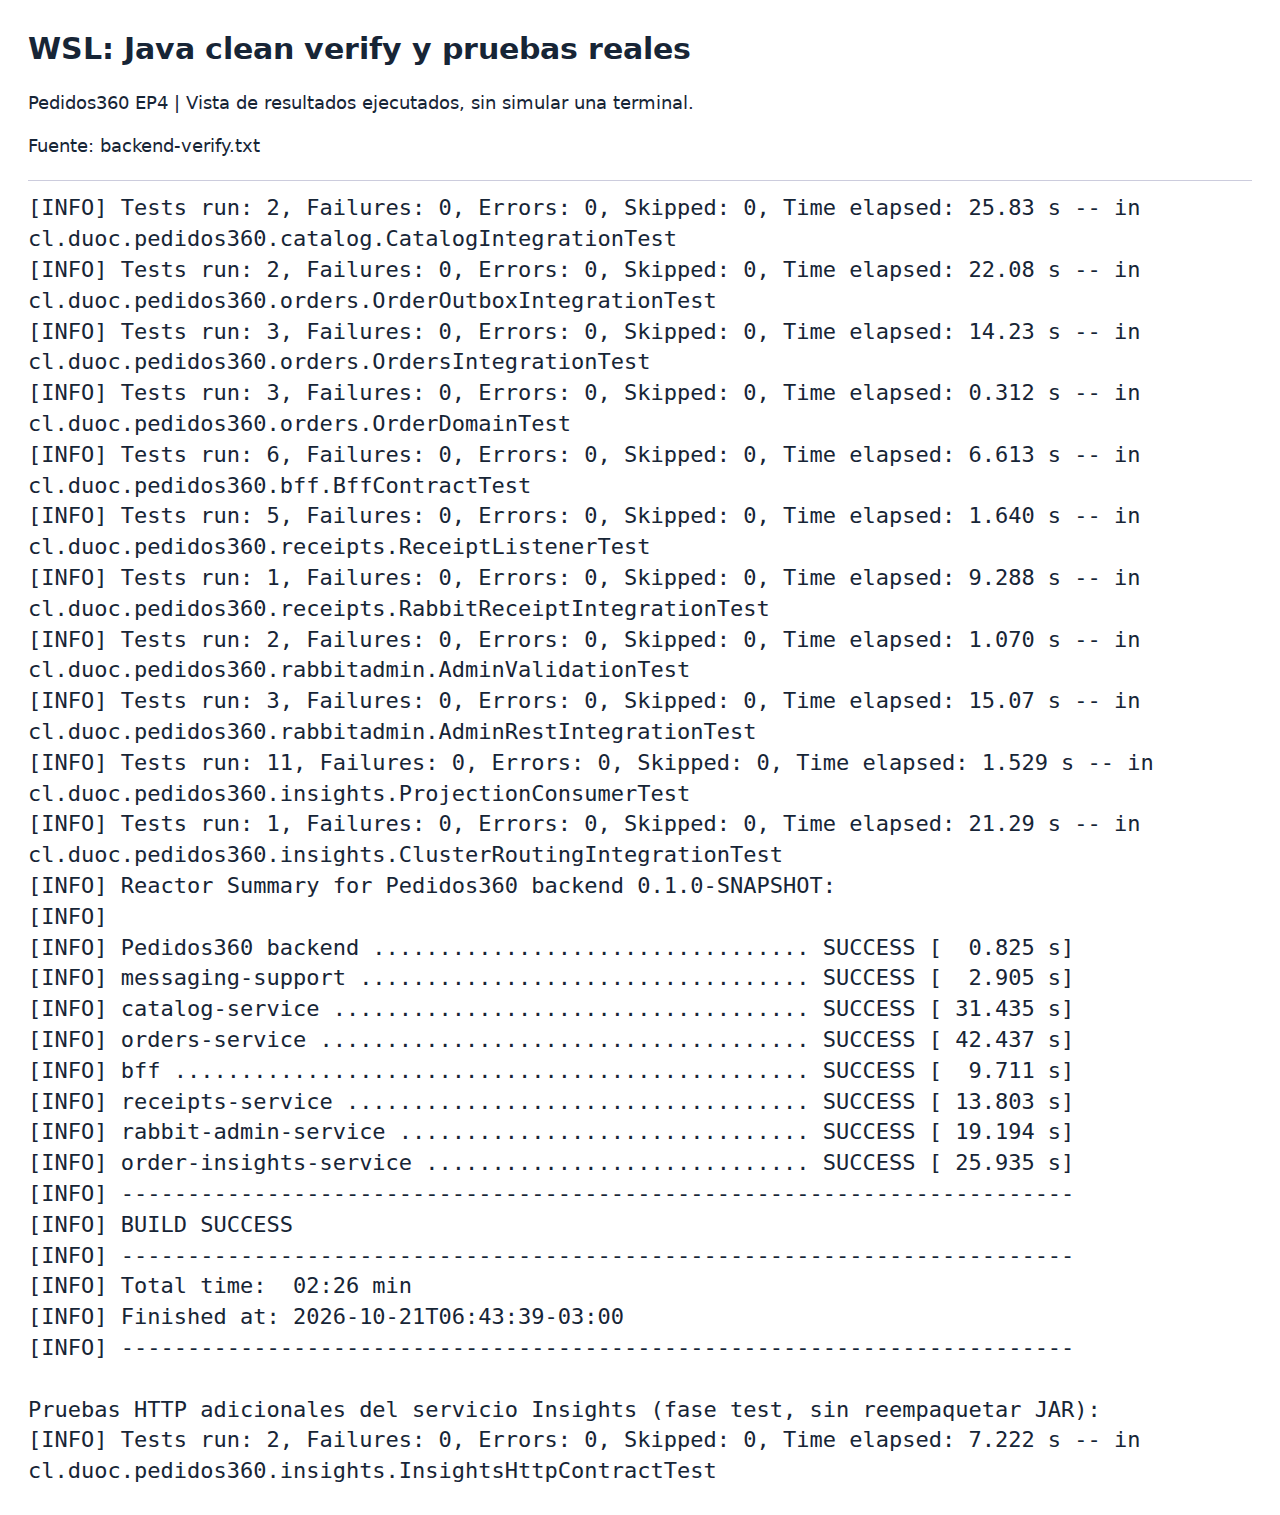 WSL: Java clean verify y pruebas reales
Pedidos360 EP4 | Vista de resultados ejecutados, sin simular una terminal.
Fuente: backend-verify.txt
[INFO] Tests run: 2, Failures: 0, Errors: 0, Skipped: 0, Time elapsed: 25.83 s -- in
cl.duoc.pedidos360.catalog.CatalogIntegrationTest
[INFO] Tests run: 2, Failures: 0, Errors: 0, Skipped: 0, Time elapsed: 22.08 s -- in
cl.duoc.pedidos360.orders.OrderOutboxIntegrationTest
[INFO] Tests run: 3, Failures: 0, Errors: 0, Skipped: 0, Time elapsed: 14.23 s -- in
cl.duoc.pedidos360.orders.OrdersIntegrationTest
[INFO] Tests run: 3, Failures: 0, Errors: 0, Skipped: 0, Time elapsed: 0.312 s -- in
cl.duoc.pedidos360.orders.OrderDomainTest
[INFO] Tests run: 6, Failures: 0, Errors: 0, Skipped: 0, Time elapsed: 6.613 s -- in
cl.duoc.pedidos360.bff.BffContractTest
[INFO] Tests run: 5, Failures: 0, Errors: 0, Skipped: 0, Time elapsed: 1.640 s -- in
cl.duoc.pedidos360.receipts.ReceiptListenerTest
[INFO] Tests run: 1, Failures: 0, Errors: 0, Skipped: 0, Time elapsed: 9.288 s -- in
cl.duoc.pedidos360.receipts.RabbitReceiptIntegrationTest
[INFO] Tests run: 2, Failures: 0, Errors: 0, Skipped: 0, Time elapsed: 1.070 s -- in
cl.duoc.pedidos360.rabbitadmin.AdminValidationTest
[INFO] Tests run: 3, Failures: 0, Errors: 0, Skipped: 0, Time elapsed: 15.07 s -- in
cl.duoc.pedidos360.rabbitadmin.AdminRestIntegrationTest
[INFO] Tests run: 11, Failures: 0, Errors: 0, Skipped: 0, Time elapsed: 1.529 s -- in
cl.duoc.pedidos360.insights.ProjectionConsumerTest
[INFO] Tests run: 1, Failures: 0, Errors: 0, Skipped: 0, Time elapsed: 21.29 s -- in
cl.duoc.pedidos360.insights.ClusterRoutingIntegrationTest
[INFO] Reactor Summary for Pedidos360 backend 0.1.0-SNAPSHOT:
[INFO]
[INFO] Pedidos360 backend ................................. SUCCESS [  0.825 s]
[INFO] messaging-support .................................. SUCCESS [  2.905 s]
[INFO] catalog-service .................................... SUCCESS [ 31.435 s]
[INFO] orders-service ..................................... SUCCESS [ 42.437 s]
[INFO] bff ................................................ SUCCESS [  9.711 s]
[INFO] receipts-service ................................... SUCCESS [ 13.803 s]
[INFO] rabbit-admin-service ............................... SUCCESS [ 19.194 s]
[INFO] order-insights-service ............................. SUCCESS [ 25.935 s]
[INFO] ------------------------------------------------------------------------
[INFO] BUILD SUCCESS
[INFO] ------------------------------------------------------------------------
[INFO] Total time:  02:26 min
[INFO] Finished at: 2026-10-21T06:43:39-03:00
[INFO] ------------------------------------------------------------------------
Pruebas HTTP adicionales del servicio Insights (fase test, sin reempaquetar JAR):
[INFO] Tests run: 2, Failures: 0, Errors: 0, Skipped: 0, Time elapsed: 7.222 s -- in
cl.duoc.pedidos360.insights.InsightsHttpContractTest